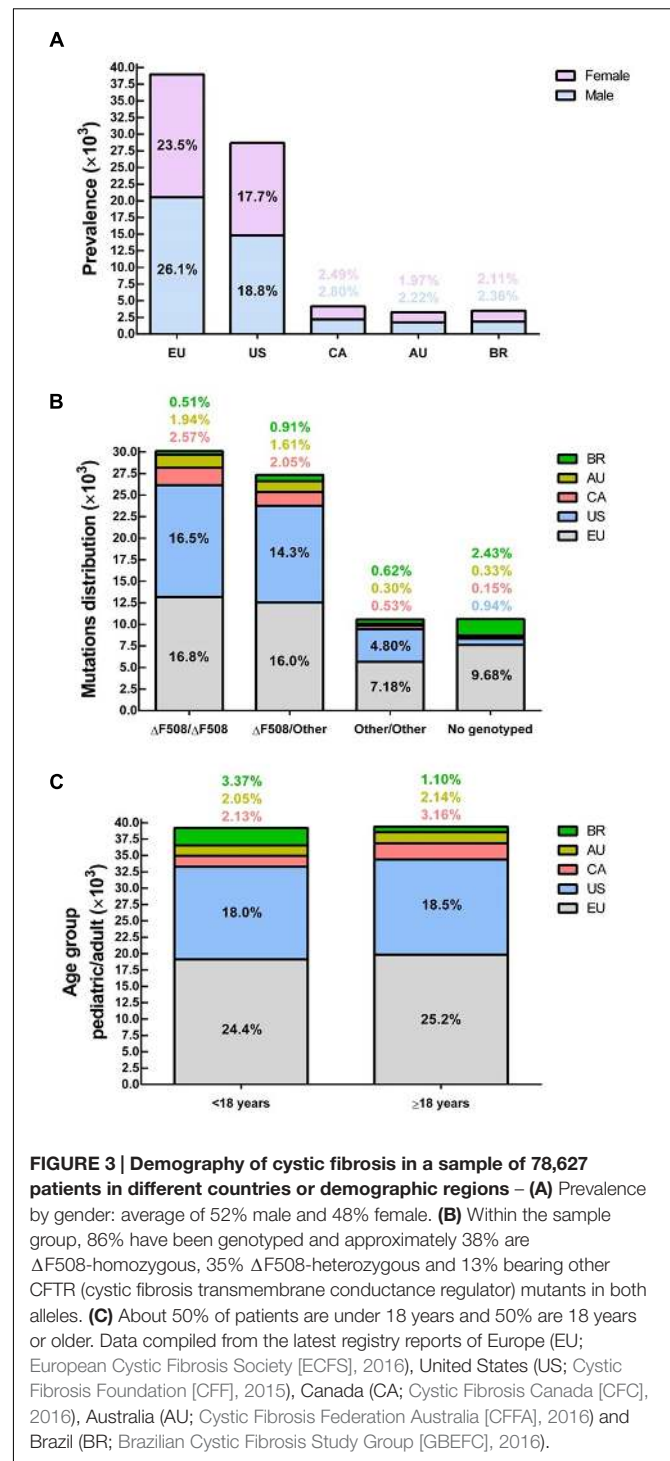 A
Prevalence (×10³)
40.0
37.5
35.0
32.5
30.0
27.5
25.0
22.5
20.0
17.5
15.0
12.5
10.0
7.5
5.0
2.5
0.0
23.5%
26.1%
17.7%
18.8%
2.49%
2.80%
1.97%
2.22%
2.11%
2.36%
EU US CA AU BR
Female
Male
B
Mutations distribution (×10³)
30.0
27.5
25.0
22.5
20.0
17.5
15.0
12.5
10.0
7.5
5.0
2.5
0.0
0.51%
1.94%
2.57%
16.5%
16.8%
0.91%
1.61%
2.05%
14.3%
16.0%
0.62%
0.30%
0.53%
4.80%
7.18%
2.43%
0.33%
0.15%
0.94%
9.68%
ΔF508/ΔF508 ΔF508/Other Other/Other No genotyped
BR
AU
CA
US
EU
C
Age group
pediatric/adult (×10³)
40.0
37.5
35.0
32.5
30.0
27.5
25.0
22.5
20.0
17.5
15.0
12.5
10.0
7.5
5.0
2.5
0.0
3.37%
2.05%
2.13%
18.0%
24.4%
1.10%
2.14%
3.16%
18.5%
25.2%
<18 years ≥18 years
BR
AU
CA
US
EU
FIGURE 3 | Demography of cystic fibrosis in a sample of 78,627
patients in different countries or demographic regions – (A) Prevalence
by gender: average of 52% male and 48% female. (B) Within the sample
group, 86% have been genotyped and approximately 38% are
ΔF508-homozygous, 35% ΔF508-heterozygous and 13% bearing other
CFTR (cystic fibrosis transmembrane conductance regulator) mutants in both
alleles. (C) About 50% of patients are under 18 years and 50% are 18 years
or older. Data compiled from the latest registry reports of Europe (EU;
European Cystic Fibrosis Society [ECFS], 2016), United States (US; Cystic
Fibrosis Foundation [CFF], 2015), Canada (CA; Cystic Fibrosis Canada [CFC],
2016), Australia (AU; Cystic Fibrosis Federation Australia [CFFA], 2016) and
Brazil (BR; Brazilian Cystic Fibrosis Study Group [GBEFC], 2016).